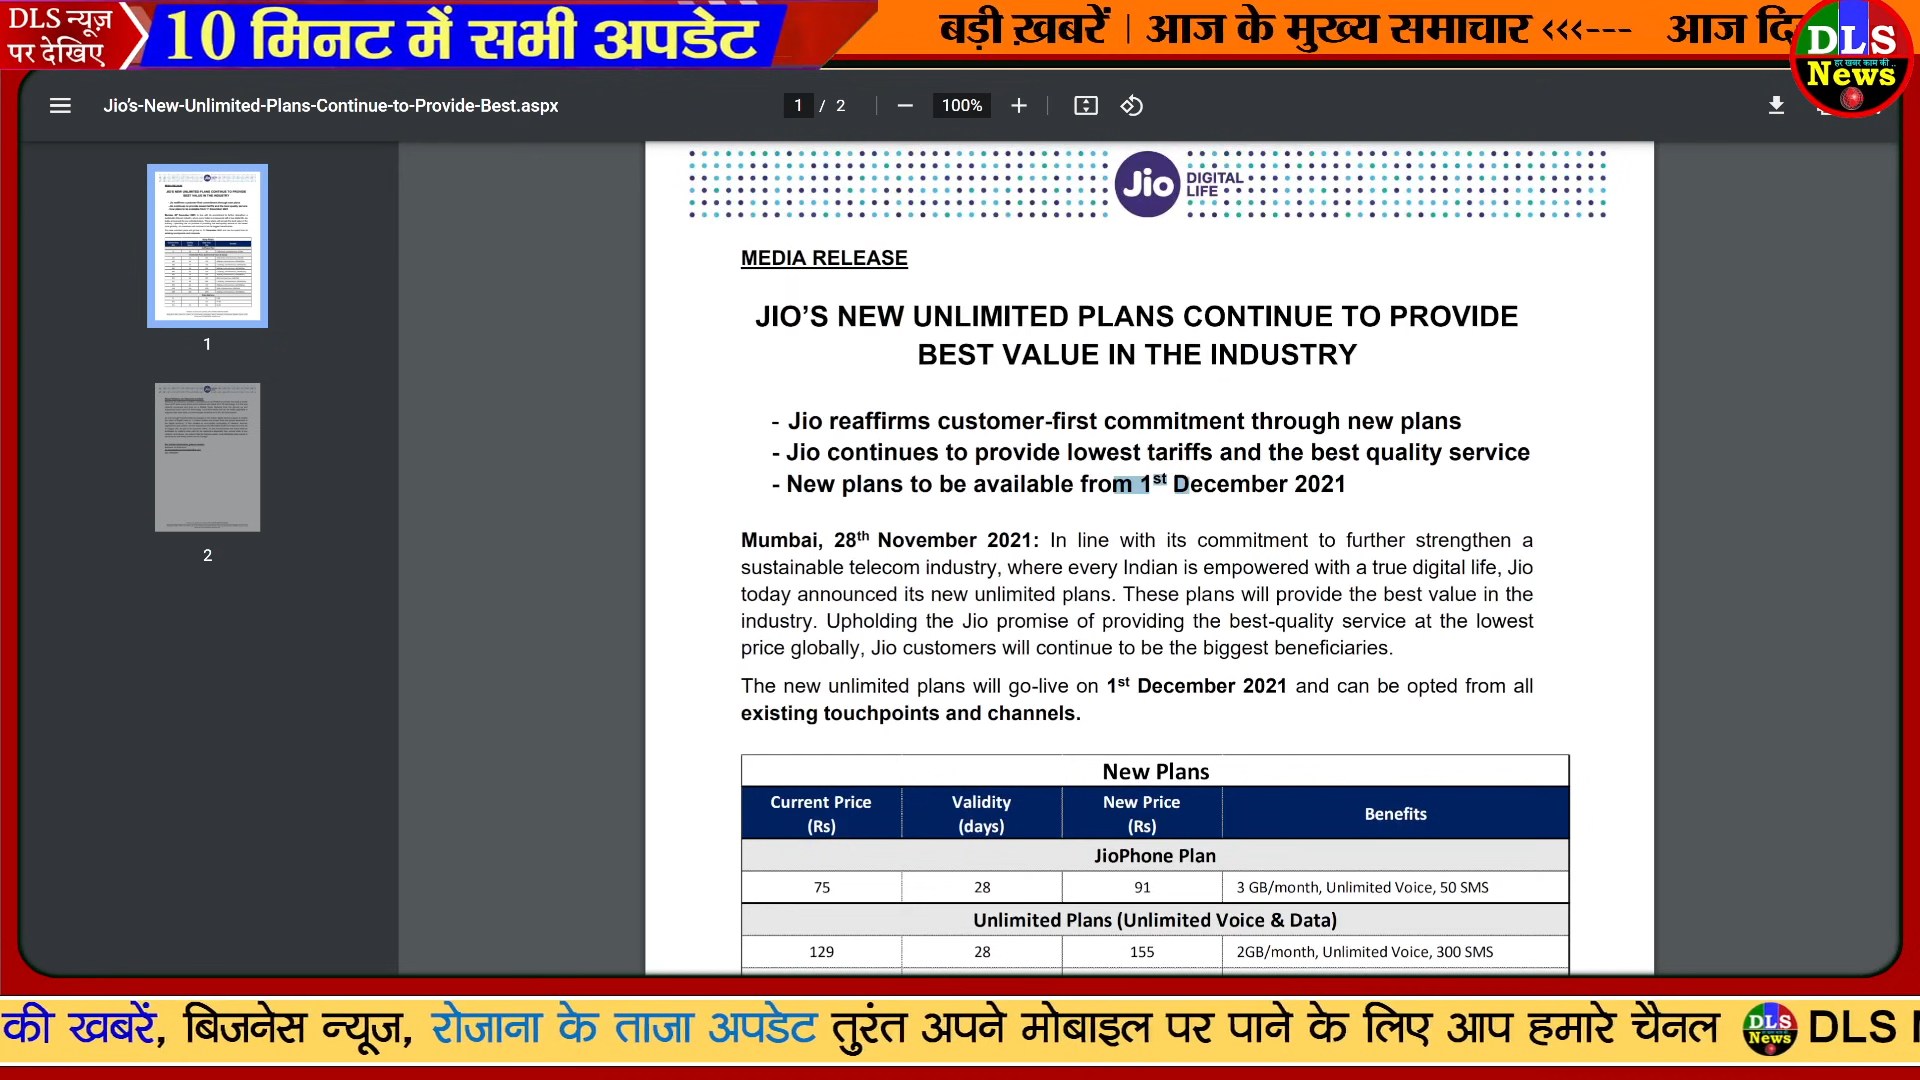 DLS न्यूज़
पर देखिए
10 मिनट में सभी अपडेट
बड़ी ख़बरें | आज के मुख्य समाचार <<<--- आज
DLS
हर खबर काम की ..
News
Jio’s-New-Unlimited-Plans-Continue-to-Provide-Best.aspx
1 / 2
100%
1
2
Jio DIGITAL
LIFE
MEDIA RELEASE
JIO’S NEW UNLIMITED PLANS CONTINUE TO PROVIDE
BEST VALUE IN THE INDUSTRY
- Jio reaffirms customer-first commitment through new plans
- Jio continues to provide lowest tariffs and the best quality service
- New plans to be available from 1st December 2021
Mumbai, 28th November 2021: In line with its commitment to further strengthen a
sustainable telecom industry, where every Indian is empowered with a true digital life, Jio
today announced its new unlimited plans. These plans will provide the best value in the
industry. Upholding the Jio promise of providing the best-quality service at the lowest
price globally, Jio customers will continue to be the biggest beneficiaries.
The new unlimited plans will go-live on 1st December 2021 and can be opted from all
existing touchpoints and channels.
New Plans
Current Price (Rs) Validity (days) New Price (Rs) Benefits
JioPhone Plan
75 28 91 3 GB/month, Unlimited Voice, 50 SMS
Unlimited Plans (Unlimited Voice & Data)
129 28 155 2GB/month, Unlimited Voice, 300 SMS
की खबरें, बिजनेस न्यूज, रोजाना के ताजा अपडेट तुरंत अपने मोबाइल पर पाने के लिए आप हमारे चैनल DLS News DLS